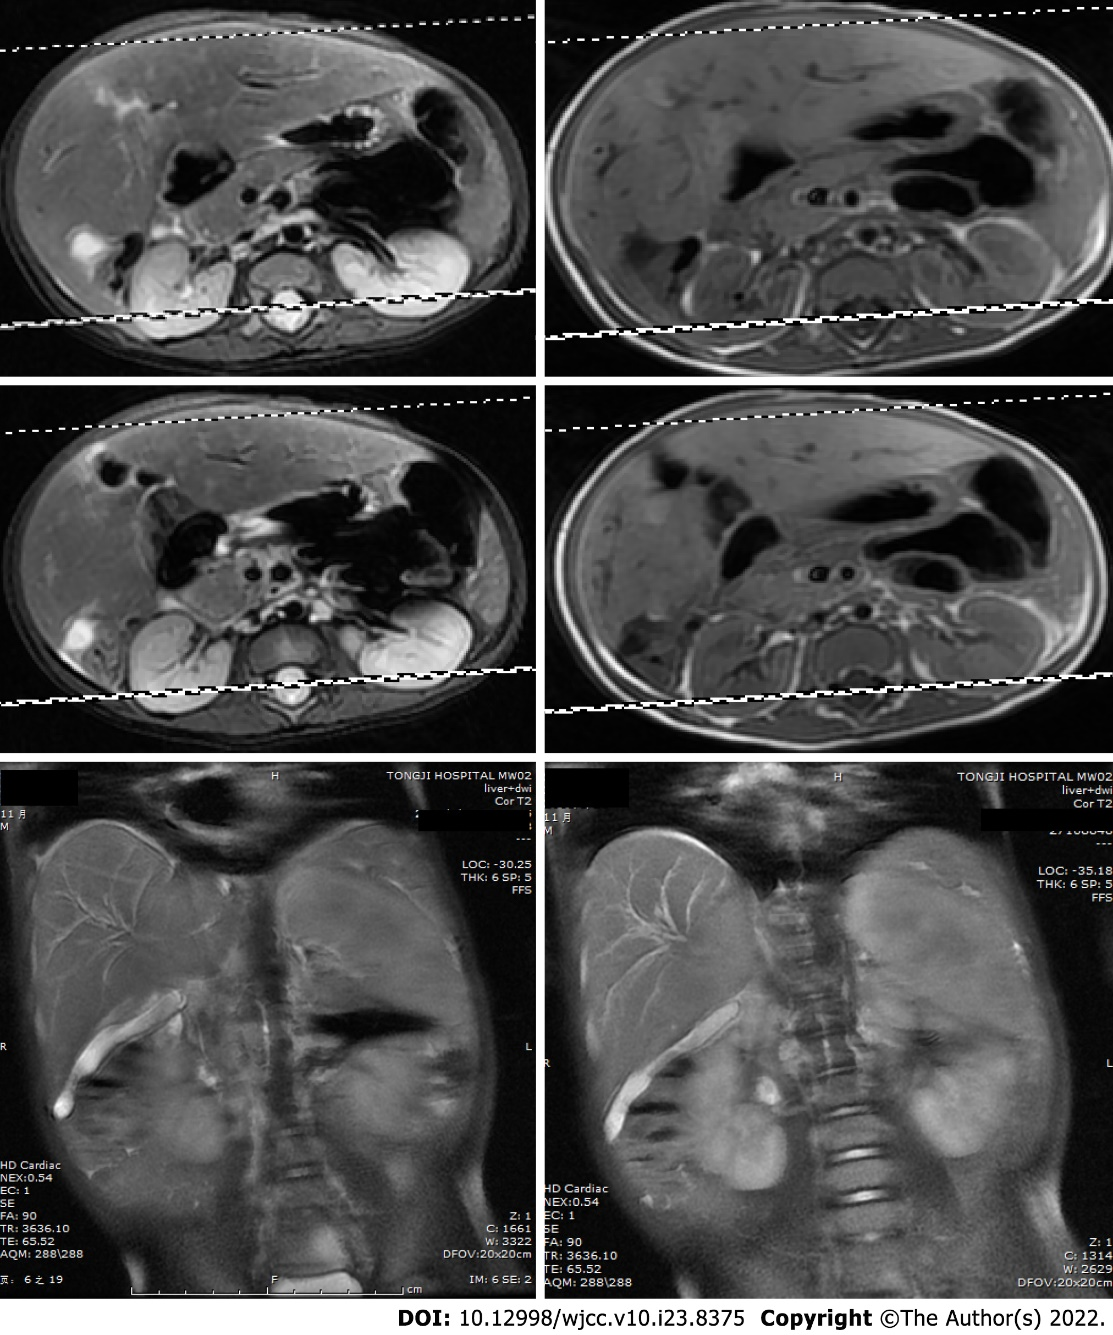 H
TONGJI HOSPITAL MW02
liver+dwi
Cor T2
11 月
M
---
LOC: -30.25
THK: 6 SP: 5
FFS
R
L
HD Cardiac
NEX:0.54
EC: 1
SE
FA: 90
TR: 3636.10
TE: 65.52
AQM: 288\288
页: 6 之 19
F
cm
Z: 1
C: 1661
W: 3322
DFOV:20x20cm
IM: 6 SE: 2
H
TONGJI HOSPITAL MW02
liver+dwi
Cor T2
11 月
M
---
LOC: -35.18
THK: 6 SP: 5
FFS
R
L
HD Cardiac
NEX:0.54
EC: 1
SE
FA: 90
TR: 3636.10
TE: 65.52
AQM: 288\288
Z: 1
C: 1314
W: 2629
DFOV:20x20cm
DOI: 10.12998/wjcc.v10.i23.8375 Copyright ©The Author(s) 2022.